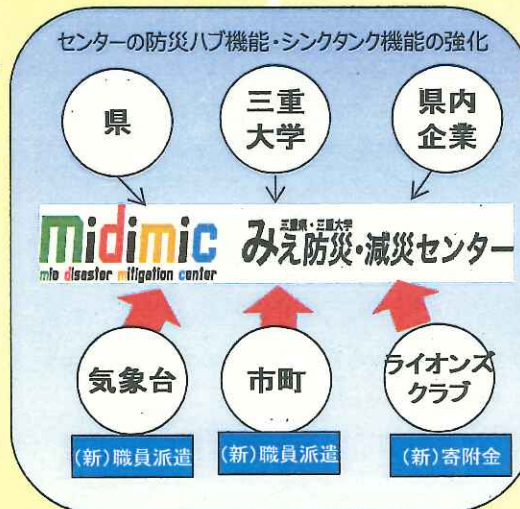 センターの防災ハブ機能・シンクタンク機能の強化
県
三重
大学
県内
企業
midimic
mie disaster mitigation center
三重県・三重大学
みえ防災・減災センター
気象台
市町
ライオンズ
クラブ
(新)職員派遣
(新)職員派遣
(新)寄附金